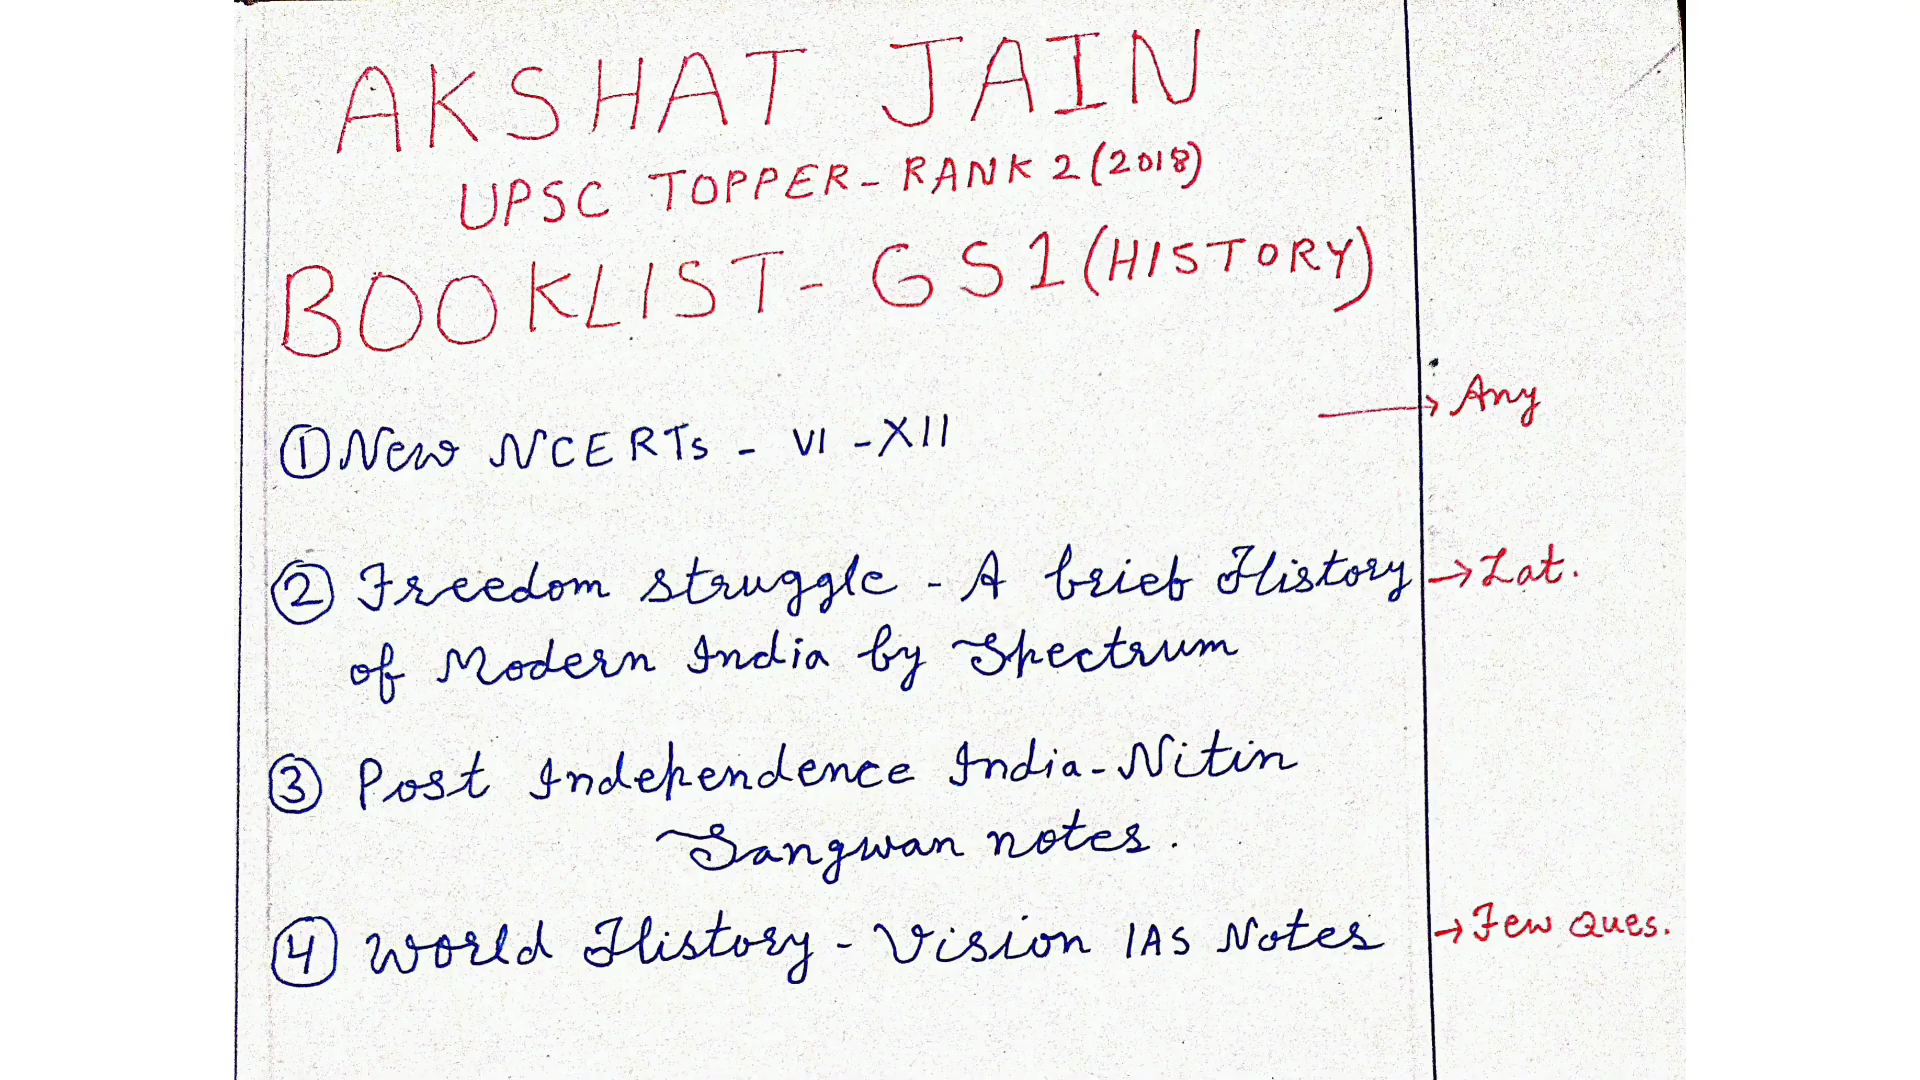 AKSHAT JAIN
UPSC TOPPER - RANK 2 (2018)
BOOKLIST - GS1 (HISTORY)
→ Any
① New NCERTs - VI - XII
② Freedom struggle - A brief History → Lat.
of Modern India by Spectrum
③ Post Independence India - Nitin
Sangwan notes.
④ World History - Vision IAS Notes → Few Ques.